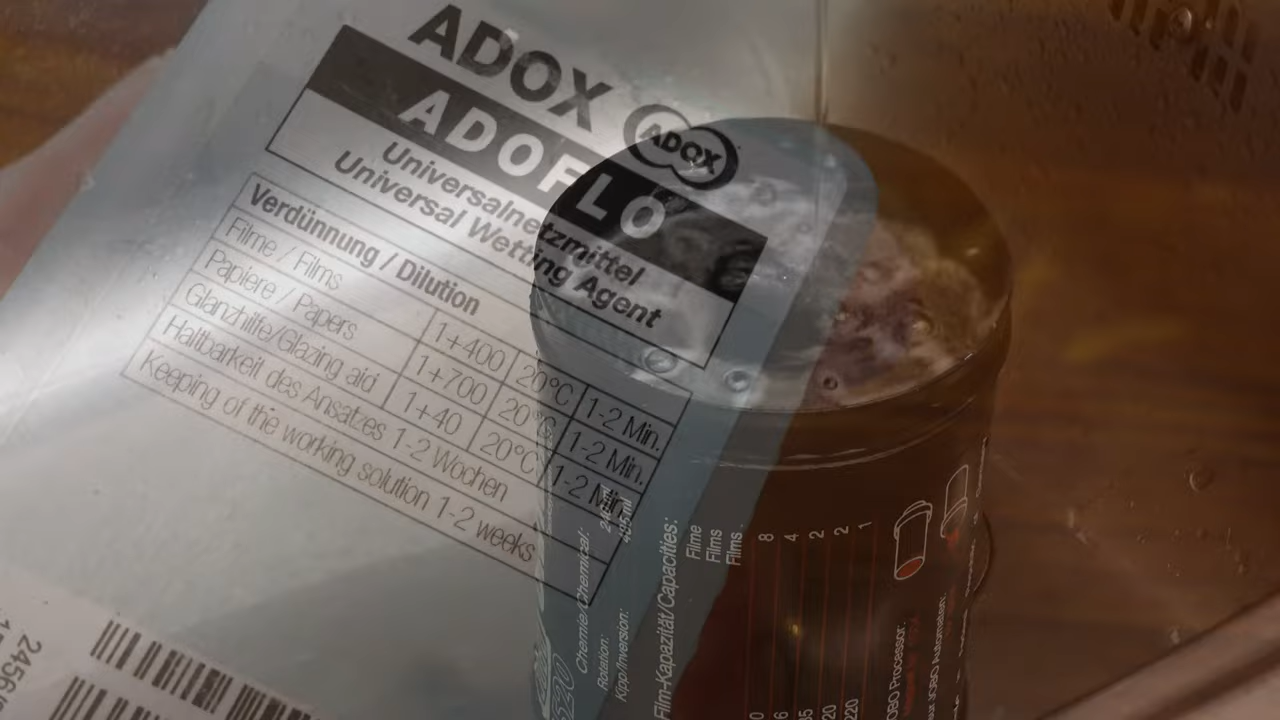 ADOX
ADOX
ADOFLO
Universalnetzmittel
Universal Wetting Agent
Verdünnung / Dilution
Filme / Films 1+400 20°C 1-2 Min.
Papiere / Papers 1+700 20°C 1-2 Min.
Glanzhilfe/Glazing aid 1+40 20°C 1-2 Min.
Haltbarkeit des Ansatzes 1-2 Wochen
Keeping of the working solution 1-2 weeks
2456
Chemie/Chemical:
Rotation:
Kipp/Inversion:
Film-Kapazität/Capacities:
Filme
Films
Films
8
4
2
2
1
JOBO Automaten: